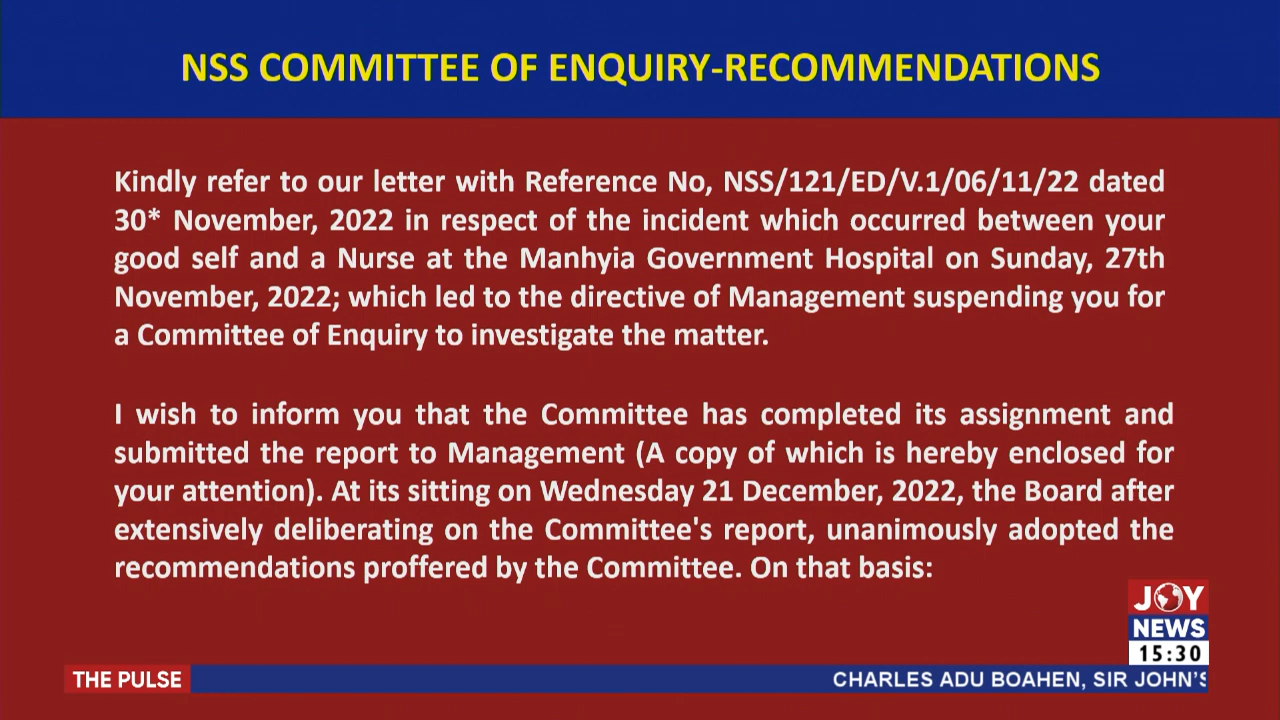 NSS COMMITTEE OF ENQUIRY-RECOMMENDATIONS
Kindly refer to our letter with Reference No, NSS/121/ED/V.1/06/11/22 dated
30* November, 2022 in respect of the incident which occurred between your
good self and a Nurse at the Manhyia Government Hospital on Sunday, 27th
November, 2022; which led to the directive of Management suspending you for
a Committee of Enquiry to investigate the matter.
I wish to inform you that the Committee has completed its assignment and
submitted the report to Management (A copy of which is hereby enclosed for
your attention). At its sitting on Wednesday 21 December, 2022, the Board after
extensively deliberating on the Committee's report, unanimously adopted the
recommendations proffered by the Committee. On that basis:
JOY
NEWS
15:30
THE PULSE
CHARLES ADU BOAHEN, SIR JOHN'S